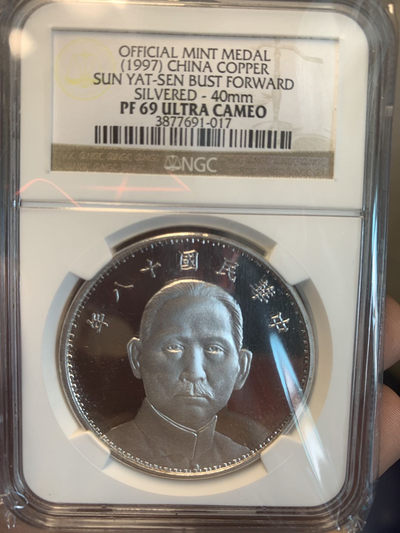 OFFICIAL MINT MEDAL
(1997) CHINA COPPER
SUN YAT-SEN BUST FORWARD
SILVERED - 40mm
PF 69 ULTRA CAMEO
3877691-017
NGC
年八十國民華中